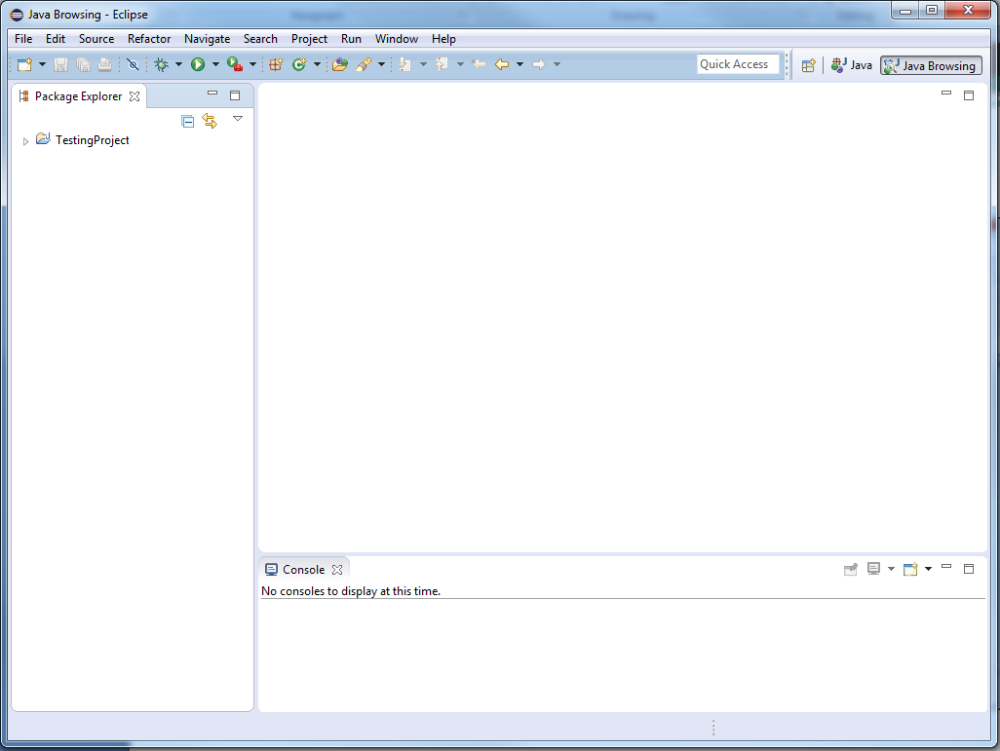 Java Browsing - Eclipse
File Edit Source Refactor Navigate Search Project Run Window Help
Quick Access Java Java Browsing
Package Explorer
TestingProject
Console
No consoles to display at this time.